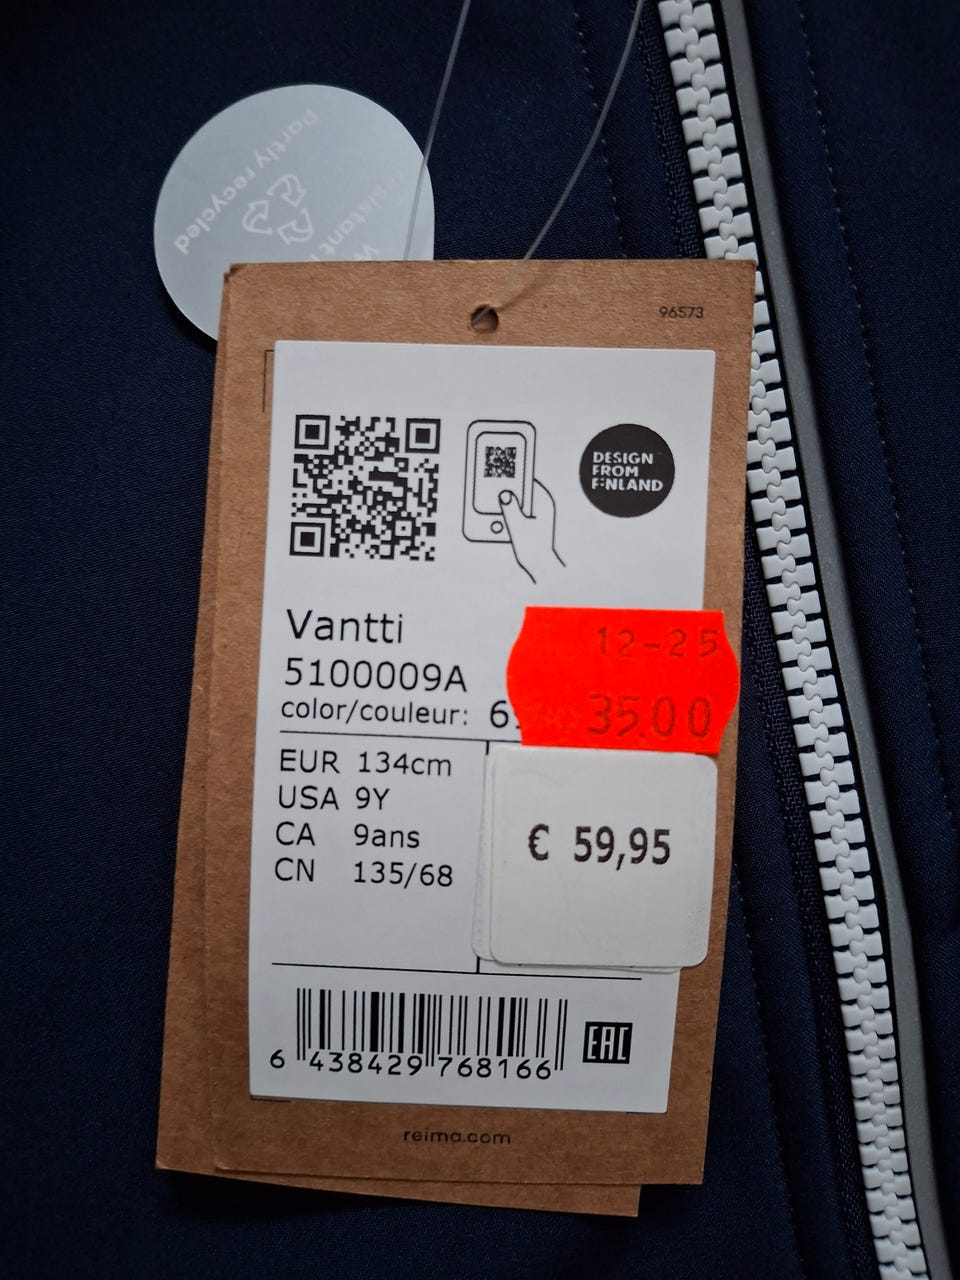 Partly recycled
96573
DESIGN
FROM
FINLAND
Vantti
5100009A
color/couleur: 6
12-25
35.00
EUR 134cm
USA 9Y
CA 9ans
CN 135/68
€ 59,95
6 438429 768166
EAC
reima.com